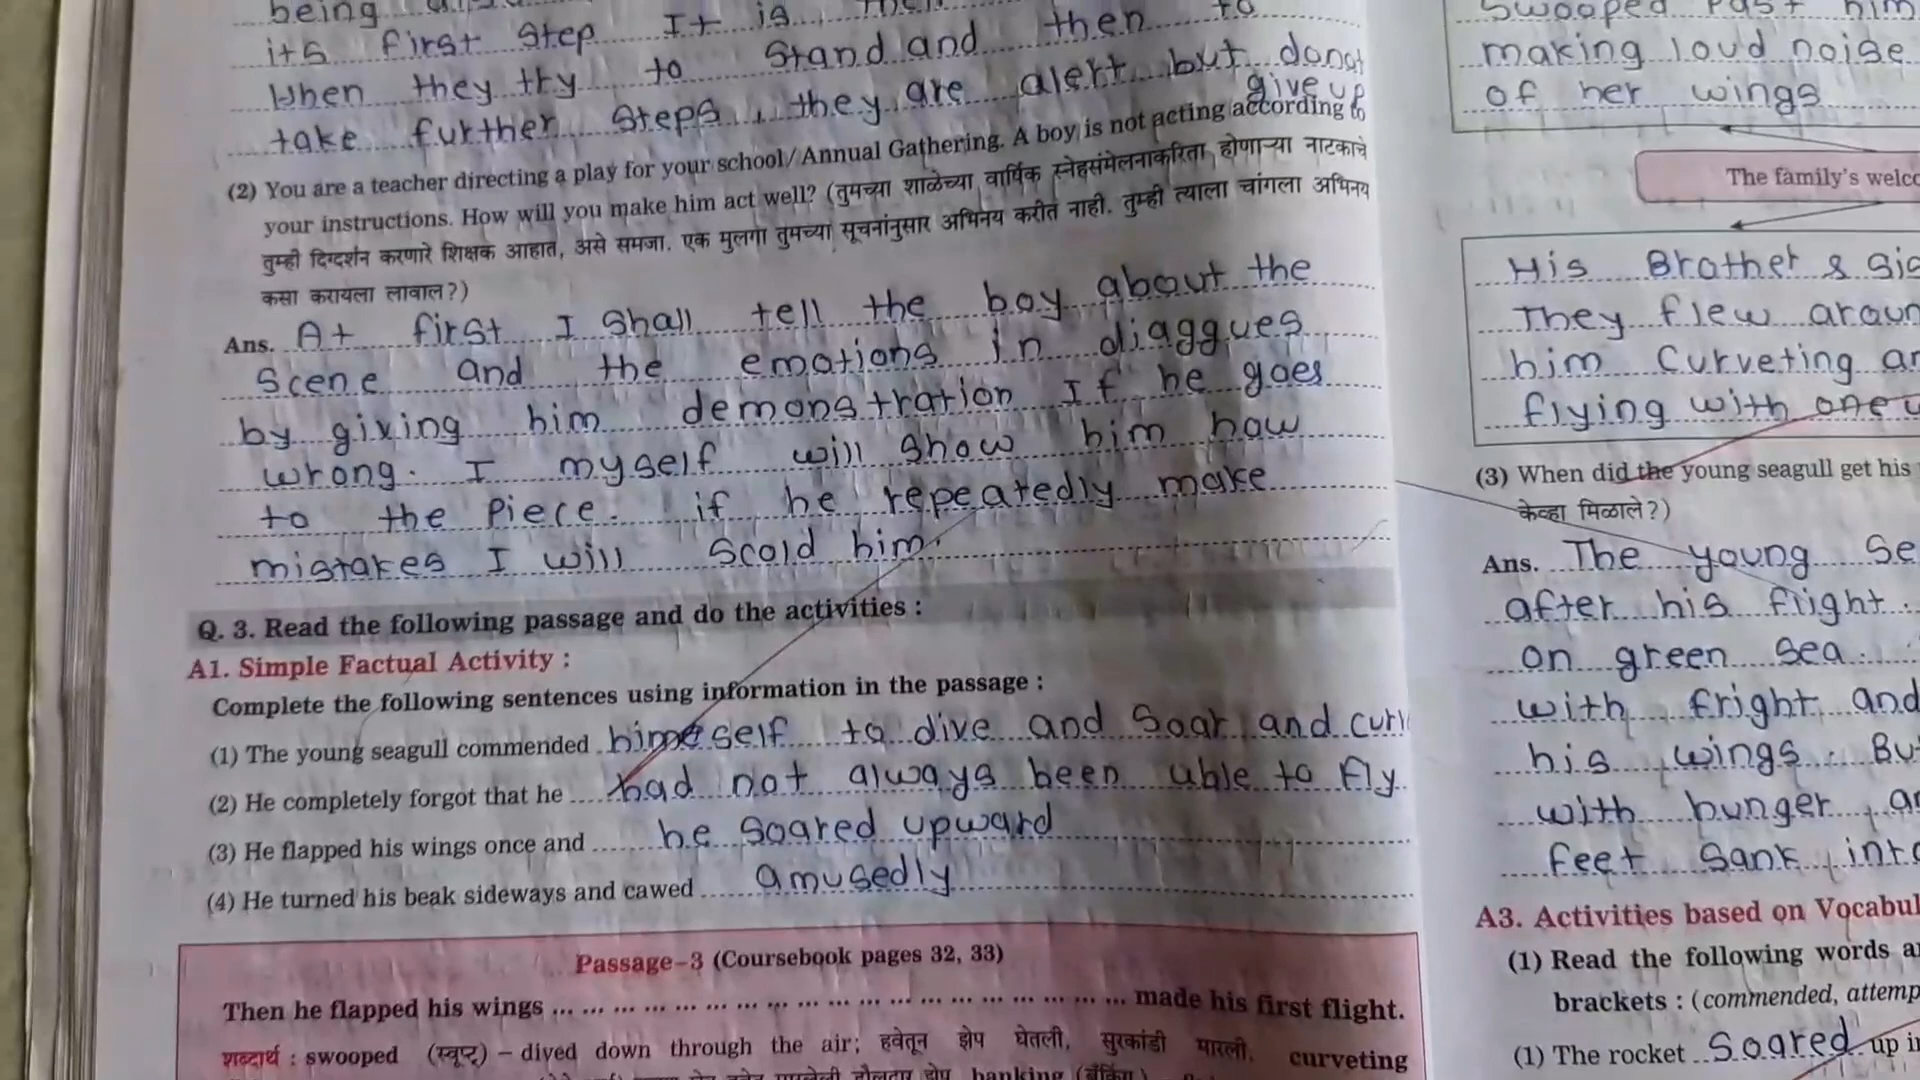 being
its first step It is
When they try to stand and then to
take further steps, they are alert but donot
give up
(2) You are a teacher directing a play for your school/Annual Gathering. A boy is not acting according to
your instructions. How will you make him act well? (तुमच्या शाळेच्या वार्षिक स्नेहसंमेलनाकरिता होणाऱ्या नाटकाचे
तुम्ही दिग्दर्शन करणारे शिक्षक आहात, असे समजा. एक मुलगा तुमच्या सूचनांनुसार अभिनय करीत नाही. तुम्ही त्याला चांगला अभिनय
कसा करायला लावाल?)
Ans. At first I shall tell the boy about the
scene and the emotions in diaggues
by giving him demonstration If he goes
wrong. I myself will show him how
to the piece. if he repeatedly make
mistakes I will scold him.
Q. 3. Read the following passage and do the activities :
A1. Simple Factual Activity :
Complete the following sentences using information in the passage :
(1) The young seagull commended himeself to dive and soar and curv
(2) He completely forgot that he had not always been uble to fly
(3) He flapped his wings once and he soared upward
(4) He turned his beak sideways and cawed amusedly
Passage-3 (Coursebook pages 32, 33)
Then he flapped his wings ... ... ... ... ... ... ... ... ... ... ... ... ... ... ... ... ... ... ... made his first flight.
शब्दार्थ : swooped (स्वूप्ट्) – dived down through the air; हवेतून झेप घेतली, सुरकांडी मारली. curveting
banking (बँकिंग)
swooped past him
making loud noise
of her wings
The family's welc
His Brother & Sis
They flew aroun
him curveting an
flying with one
(3) When did the young seagull get his
केव्हा मिळाले?)
Ans. The young Se
after his flight.
on green sea.
with fright and
his wings. Bu
with hunger, a
feet sank into
A3. Activities based on Vocabul
(1) Read the following words a
brackets : (commended, attemp
(1) The rocket soared up i